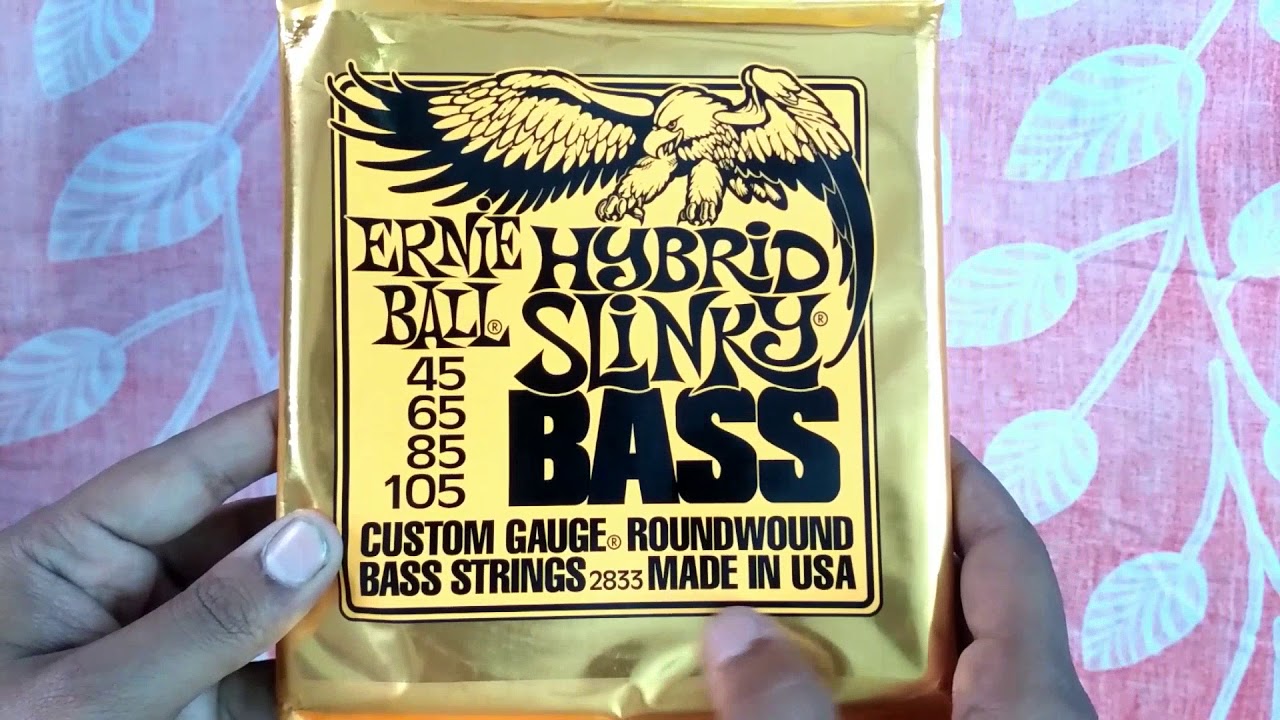 ERNiE
BALL®
HYBRiD
SLiNKY®
BASS
45
65
85
105
CUSTOM GAUGE® ROUNDWOUND
BASS STRINGS 2833 MADE IN USA